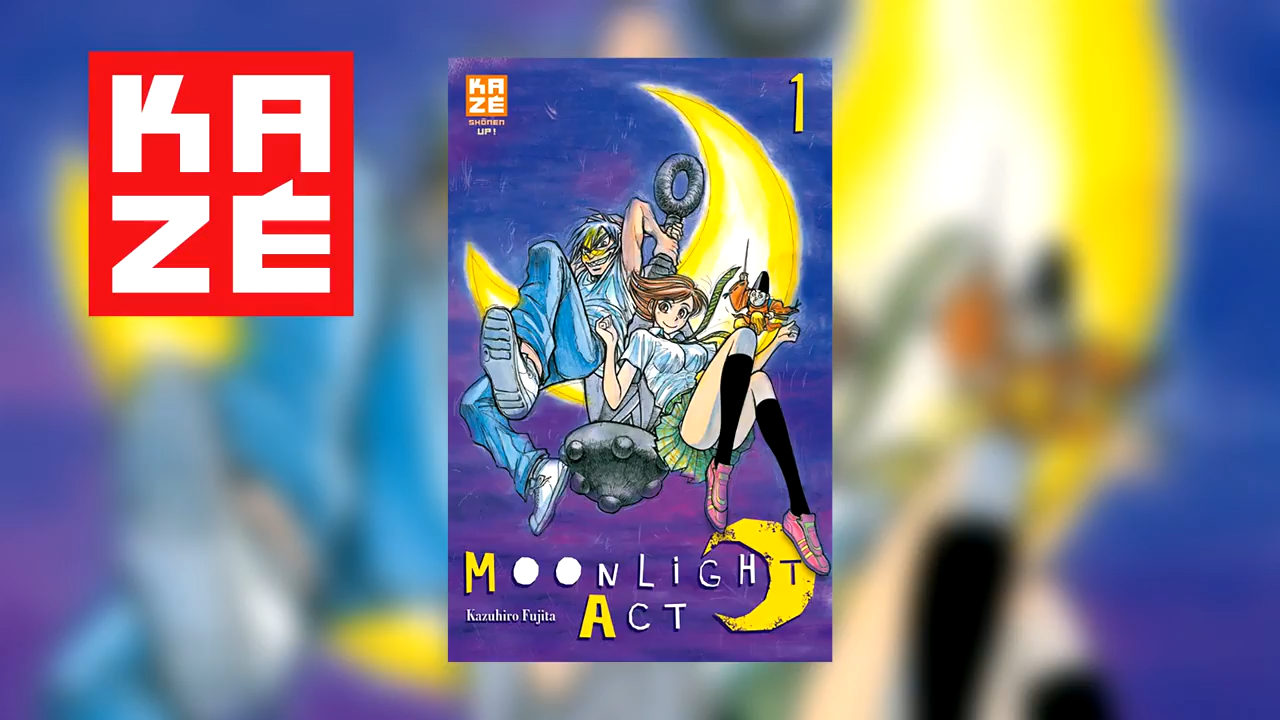 KA
ZÉ
KA
ZÉ
SHŌNEN
UP!
1
MOONLiGHT
ACT
Kazuhiro Fujita